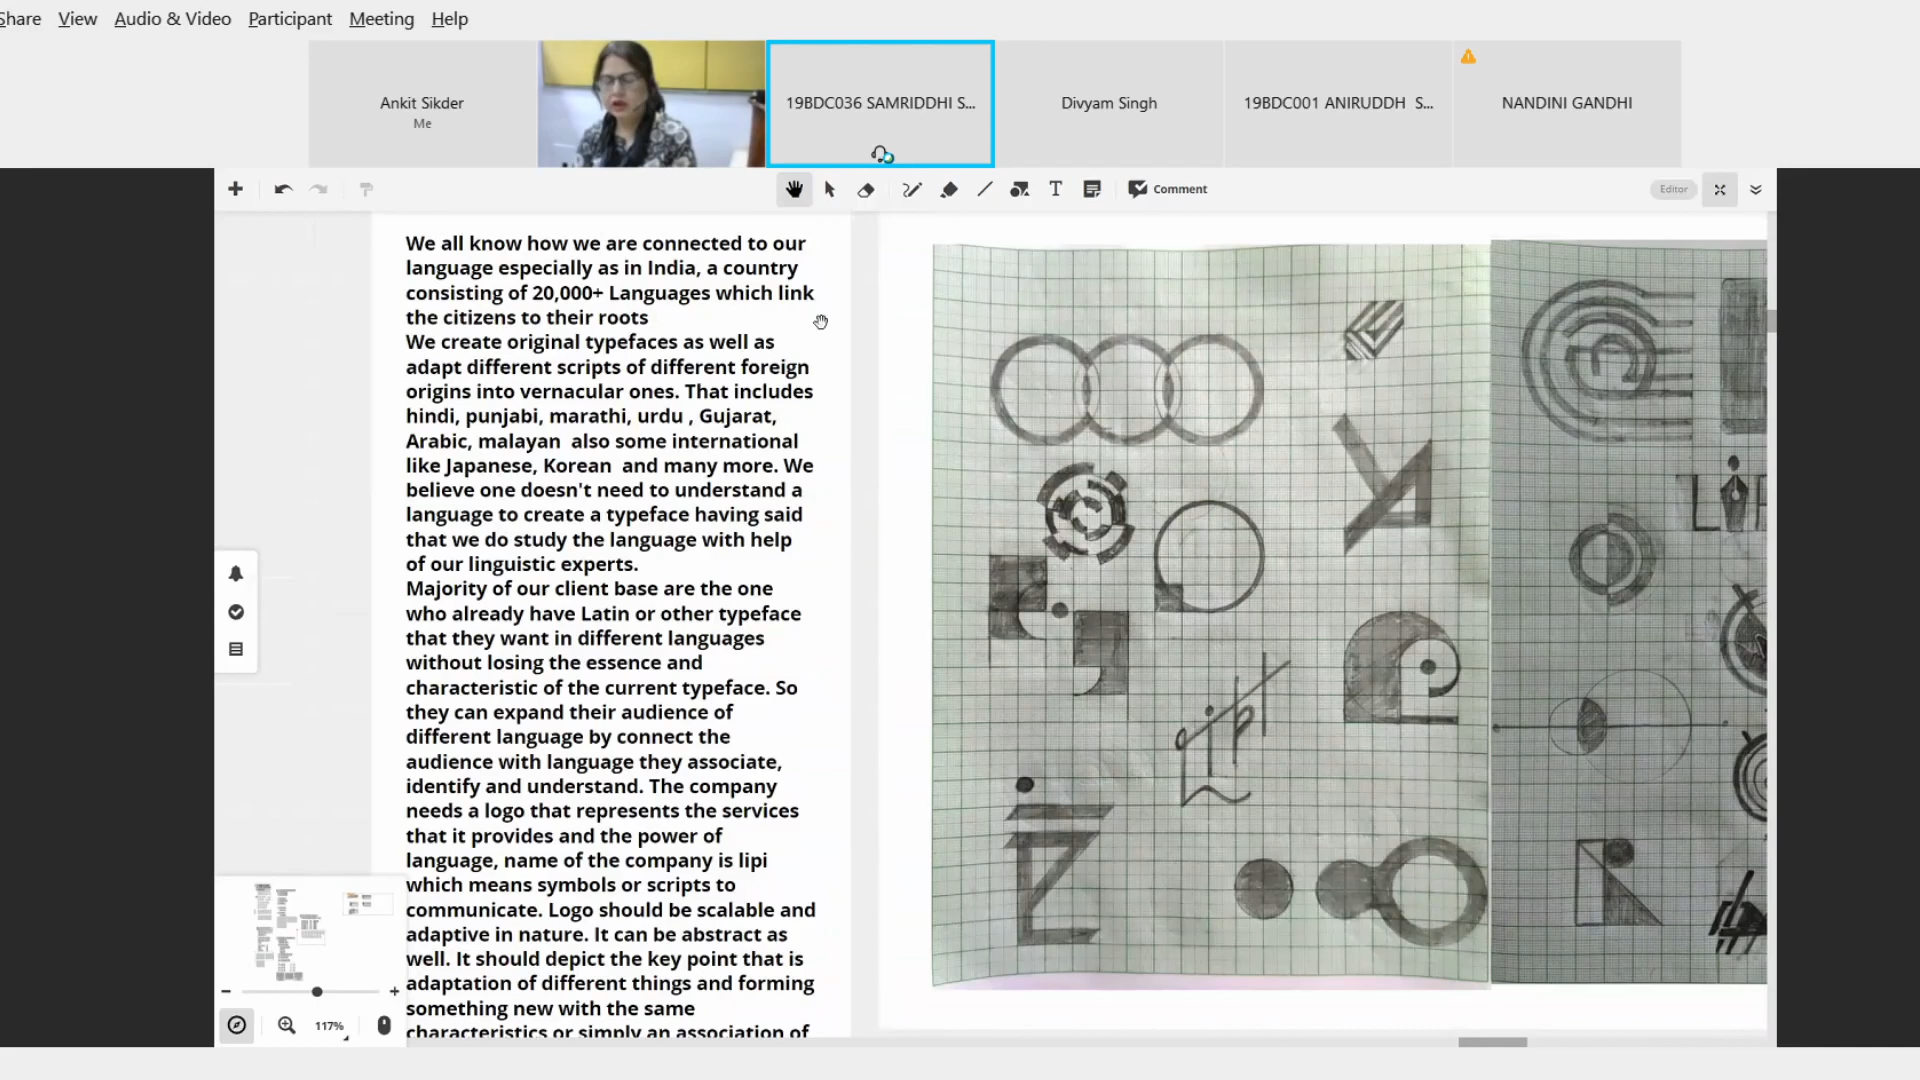 Share View Audio & Video Participant Meeting Help
Ankit Sikder
Me
19BDC036 SAMRIDDHI S...
Divyam Singh
19BDC001 ANIRUDDH S...
NANDINI GANDHI
Comment
Editor
We all know how we are connected to our
language especially as in India, a country
consisting of 20,000+ Languages which link
the citizens to their roots
We create original typefaces as well as
adapt different scripts of different foreign
origins into vernacular ones. That includes
hindi, punjabi, marathi, urdu , Gujarat,
Arabic, malayan also some international
like Japanese, Korean and many more. We
believe one doesn't need to understand a
language to create a typeface having said
that we do study the language with help
of our linguistic experts.
Majority of our client base are the one
who already have Latin or other typeface
that they want in different languages
without losing the essence and
characteristic of the current typeface. So
they can expand their audience of
different language by connect the
audience with language they associate,
identify and understand. The company
needs a logo that represents the services
that it provides and the power of
language, name of the company is lipi
which means symbols or scripts to
communicate. Logo should be scalable and
adaptive in nature. It can be abstract as
well. It should depict the key point that is
adaptation of different things and forming
something new with the same
characteristics or simply an association of
117%